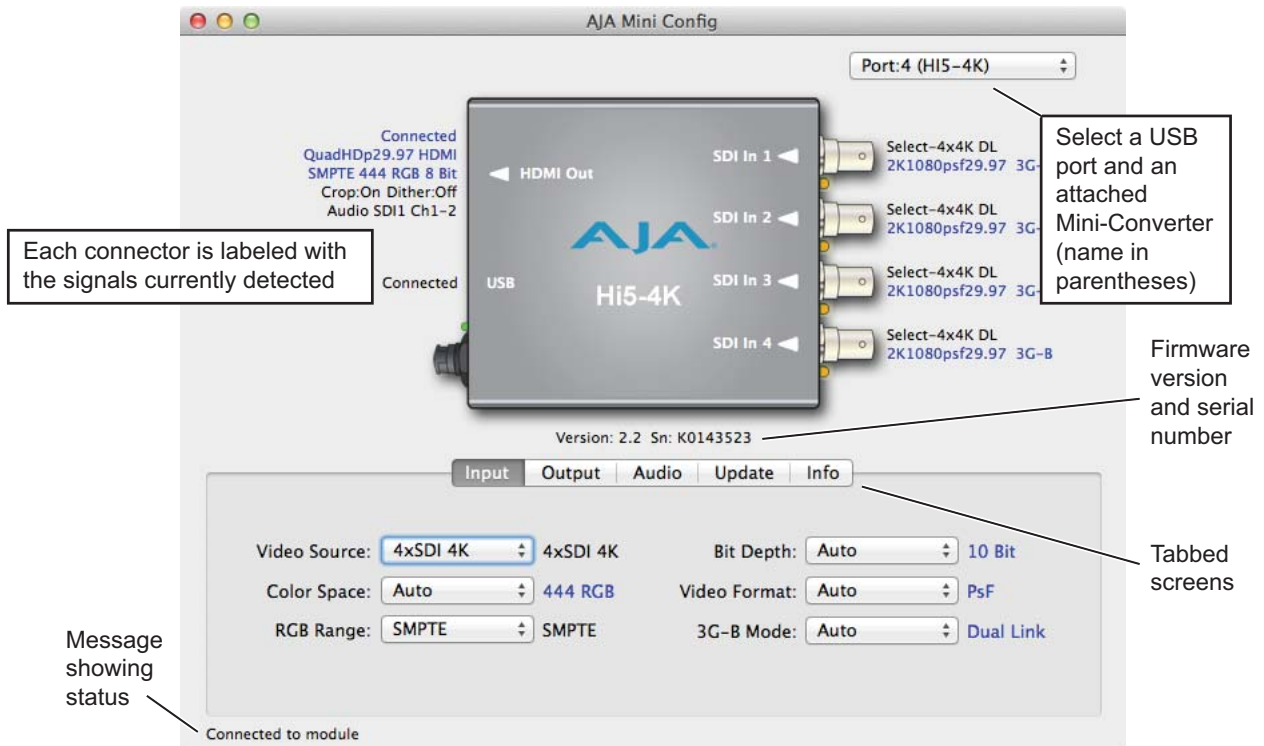 AJA Mini Config
Port:4 (HI5-4K)
Select a USB
port and an
attached
Mini-Converter
(name in
parentheses)
Connected
QuadHDp29.97 HDMI
SMPTE 444 RGB 8 Bit
Crop:On Dither:Off
Audio SDI1 Ch1-2
HDMI Out
Each connector is labeled with
the signals currently detected
Connected
USB
AJA
Hi5-4K
SDI In 1
SDI In 2
SDI In 3
SDI In 4
Select-4x4K DL
2K1080psf29.97 3G-
Select-4x4K DL
2K1080psf29.97 3G-
Select-4x4K DL
2K1080psf29.97 3G-
Select-4x4K DL
2K1080psf29.97 3G-B
Firmware
version
and serial
number
Version: 2.2 Sn: K0143523
Input Output Audio Update Info
Tabbed
screens
Video Source: 4xSDI 4K 4xSDI 4K Bit Depth: Auto 10 Bit
Color Space: Auto 444 RGB Video Format: Auto PsF
RGB Range: SMPTE SMPTE 3G-B Mode: Auto Dual Link
Message
showing
status
Connected to module